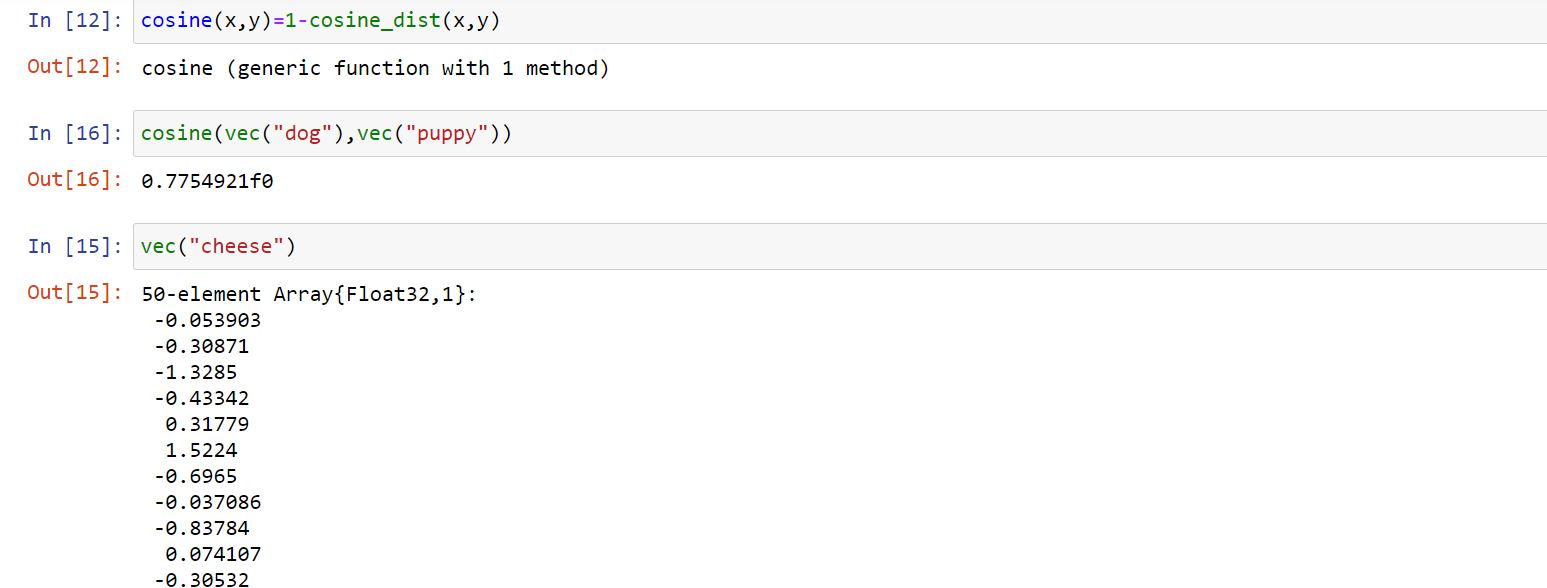 In [12]: cosine(x,y)=1-cosine_dist(x,y)
Out[12]: cosine (generic function with 1 method)
In [16]: cosine(vec("dog"),vec("puppy"))
Out[16]: 0.7754921f0
In [15]: vec("cheese")
Out[15]: 50-element Array{Float32,1}:
-0.053903
-0.30871
-1.3285
-0.43342
0.31779
1.5224
-0.6965
-0.037086
-0.83784
0.074107
-0.30532